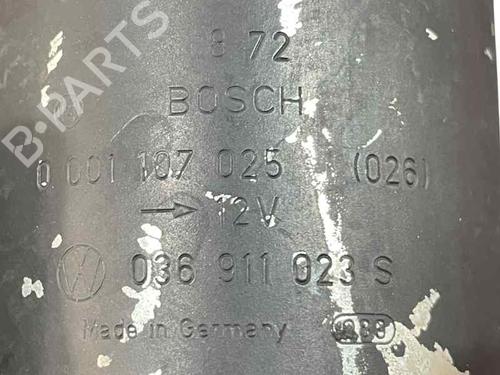 8 72
BOSCH
0 001 107 025 (026)
→ 12V
036 911 023 S
Made in Germany
B-PARTS